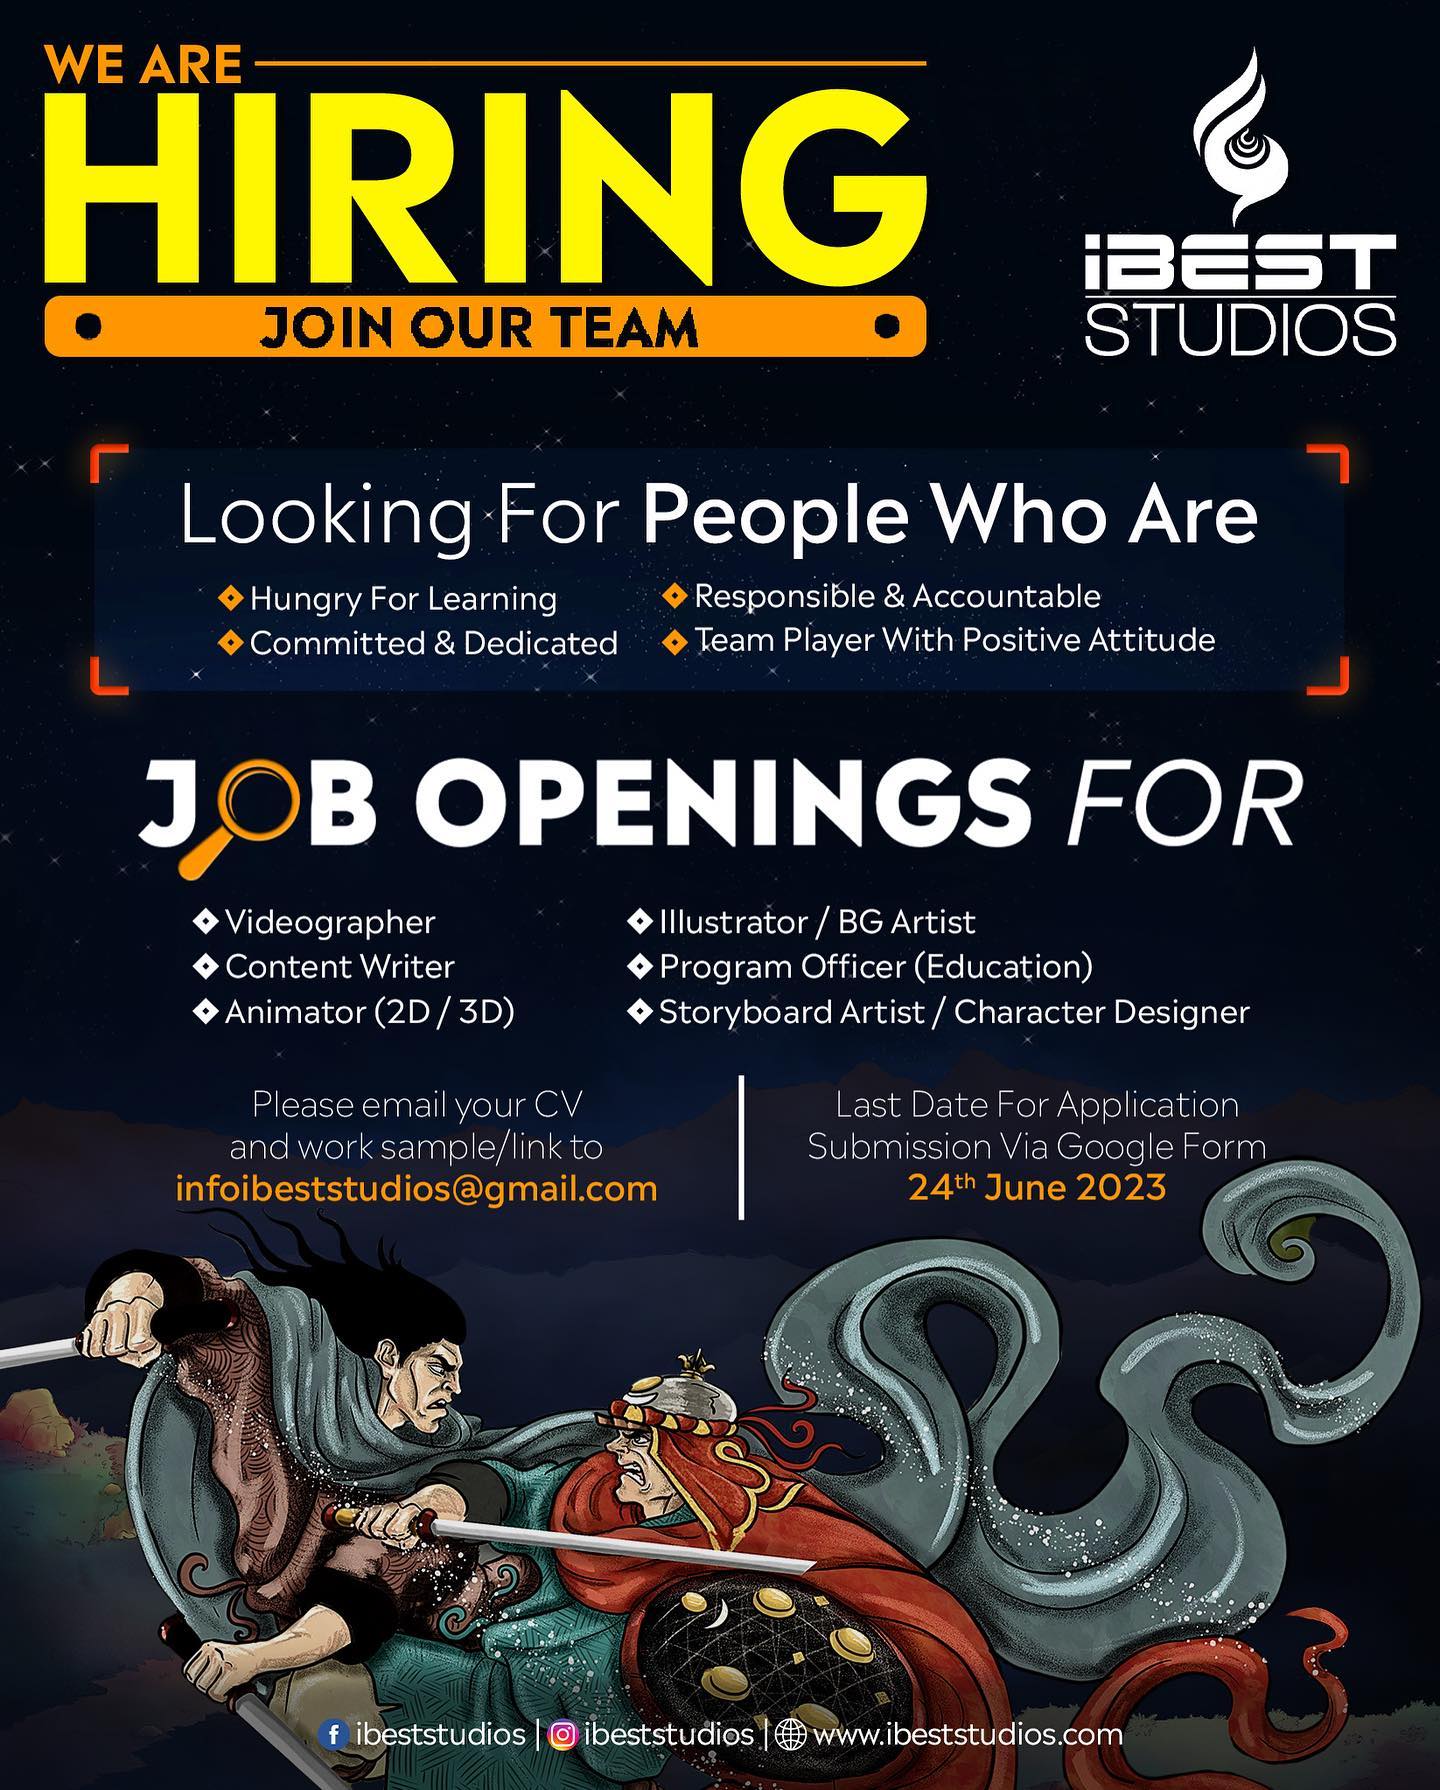 WE ARE
HIRING
JOIN OUR TEAM
iBEST
STUDIOS
Looking For People Who Are
Hungry For Learning
Committed & Dedicated
Responsible & Accountable
Team Player With Positive Attitude
JOB OPENINGS FOR
Videographer
Content Writer
Animator (2D / 3D)
Illustrator / BG Artist
Program Officer (Education)
Storyboard Artist / Character Designer
Please email your CV
and work sample/link to
infoibeststudios@gmail.com
Last Date For Application
Submission Via Google Form
24th June 2023
ibeststudios | ibeststudios | www.ibeststudios.com